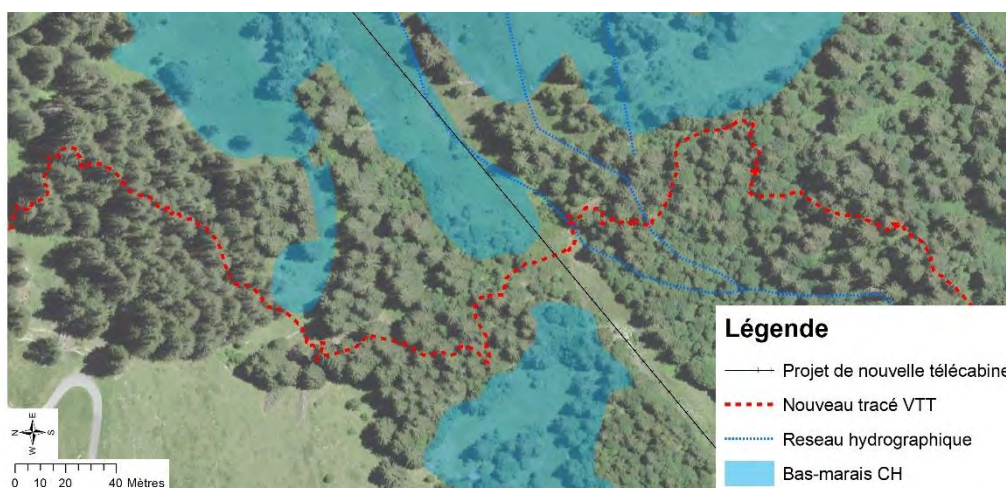 Légende
Projet de nouvelle télécabine
Nouveau tracé VTT
Reseau hydrographique
Bas-marais CH
E
N S
W
0 10 20 40 Mètres